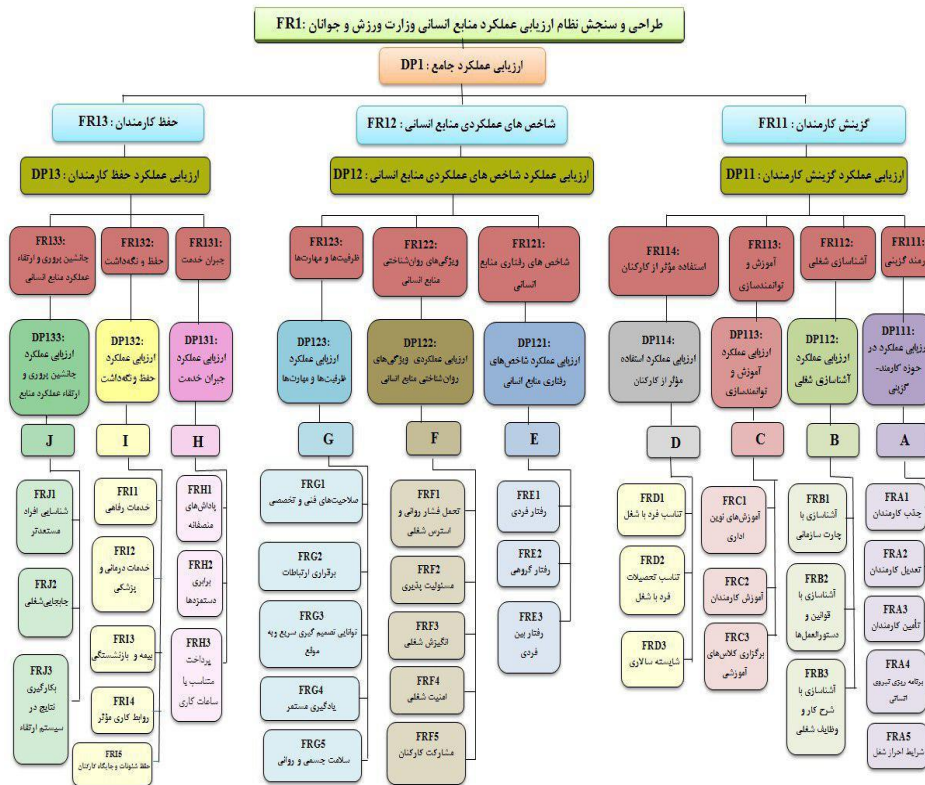 طراحی و سنجش نظام ارزیابی عملکرد منابع انسانی وزارت ورزش و جوانان :FR1
ارزیابی عملکرد جامع : DP1
گزینش کارمندان : FR11
شاخص های عملکردی منابع انسانی : FR12
حفظ کارمندان : FR13
ارزیابی عملکرد گزینش کارمندان : DP11
ارزیابی عملکرد شاخص های عملکردی منابع انسانی : DP12
ارزیابی عملکرد حفظ کارمندان : DP13
FR111:
رمند گزینی
FR112:
آشناسازی شغلی
FR113:
آموزش و
توانمندسازی
FR114:
استفاده مؤثر از کارکنان
FR121:
شاخص های رفتاری منابع
انسانی
FR122:
ویژگی‌های روان‌شناختی
منابع انسانی
FR123:
ظرفیت‌ها و مهارت‌ها
FR131:
جبران خدمت
FR132:
حفظ و نگه‌داشت
FR133:
جانشین پروری و ارتقاء
عملکرد منابع انسانی
DP111:
رزیابی عملکرد در
حوزه کارمند-
گزینی
DP112:
ارزیابی عملکرد
آشناسازی شغلی
DP113:
ارزیابی عملکرد
آموزش و
توانمندسازی
DP114:
ارزیابی عملکرد استفاده
مؤثر از کارکنان
DP121:
ارزیابی عملکرد شاخص‌های
رفتاری منابع انسانی
DP122:
ارزیابی عملکردی ویژگی‌های
روان‌شناختی منابع انسانی
DP123:
ارزیابی عملکرد
ظرفیت‌ها و مهارت‌ها
DP131:
ارزیابی عملکرد
جبران خدمت
DP132:
ارزیابی عملکرد
حفظ و نگه‌داشت
DP133:
ارزیابی عملکرد
جانشین پروری و
ارتقاء عملکرد منابع
A
B
C
D
E
F
G
H
I
J
FRA1
جذب کارمندان
FRA2
تعدیل کارمندان
FRA3
تأمین کارمندان
FRA4
برنامه ریزی نیروی
انسانی
FRA5
شرایط احراز شغل
FRB1
آشناسازی با
چارت سازمانی
FRB2
آشناسازی با
قوانین و
دستورالعمل‌ها
FRB3
آشناسازی با
شرح کار و
وظایف شغلی
FRC1
آموزش‌های نوین
اداری
FRC2
آموزش کارمندان
FRC3
برگزاری کلاس‌های
آموزشی
FRD1
تناسب فرد با شغل
FRD2
تناسب تحصیلات
فرد با شغل
FRD3
شایسته سالاری
FRE1
رفتار فردی
FRE2
رفتار گروهی
FRE3
رفتار بین
فردی
FRF1
تحمل فشار روانی و
استرس شغلی
FRF2
مسئولیت پذیری
FRF3
انگیزش شغلی
FRF4
امنیت شغلی
FRF5
مشارکت کارکنان
FRG1
صلاحیت‌های فنی و تخصصی
FRG2
برقراری ارتباطات
FRG3
توانایی تصمیم گیری سریع وبه
موقع
FRG4
یادگیری مستمر
FRG5
سلامت جسمی و روانی
FRH1
پاداش‌های
منصفانه
FRH2
برابری
دستمزدها
FRH3
پرداخت
متناسب با
ساعات کاری
FRI1
خدمات رفاهی
FRI2
خدمات درمانی و
پزشکی
FRI3
بیمه و بازنشستگی
FRI4
روابط کاری مؤثر
FRI5
حفظ شئونات و جایگاه کارکنان
FRJ1
شناسایی افراد
مستعدتر
FRJ2
جابجایی‌شغلی
FRJ3
بکارگیری
نتایج در
سیستم ارتقاء